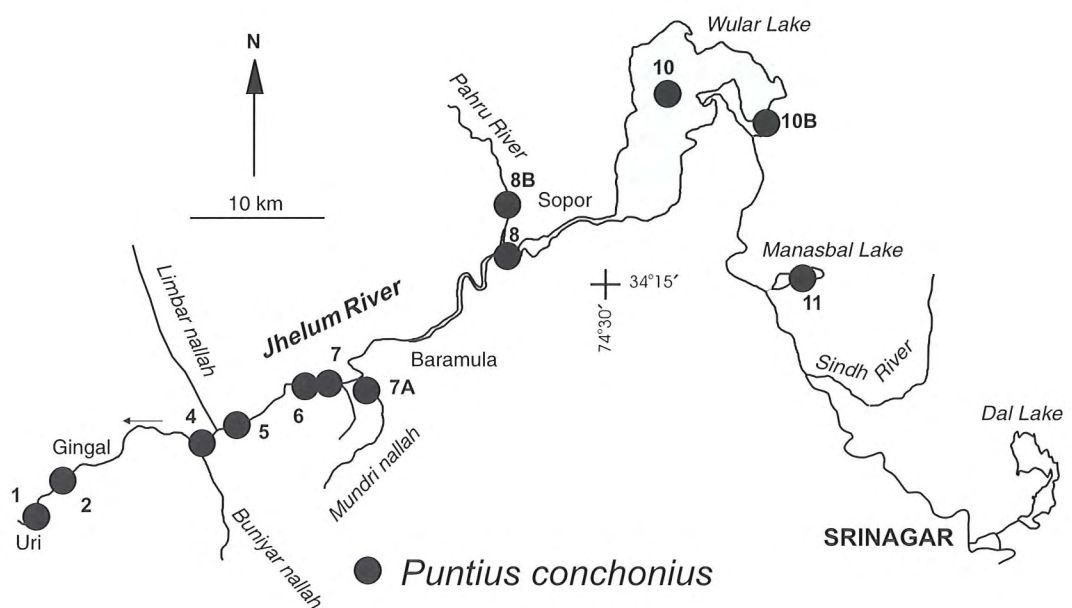 Wular Lake
N
10
Pahru River
10B
8B
Sopor
10 km
8
Manasbal Lake
Limbar nallah
34°15′
Jhelum River
11
74°30′
7
Baramula
Sindh River
7A
6
4
Dal Lake
5
Gingal
Mundri nallah
1
2
Buniyar nallah
Uri
SRINAGAR
Puntius conchonius